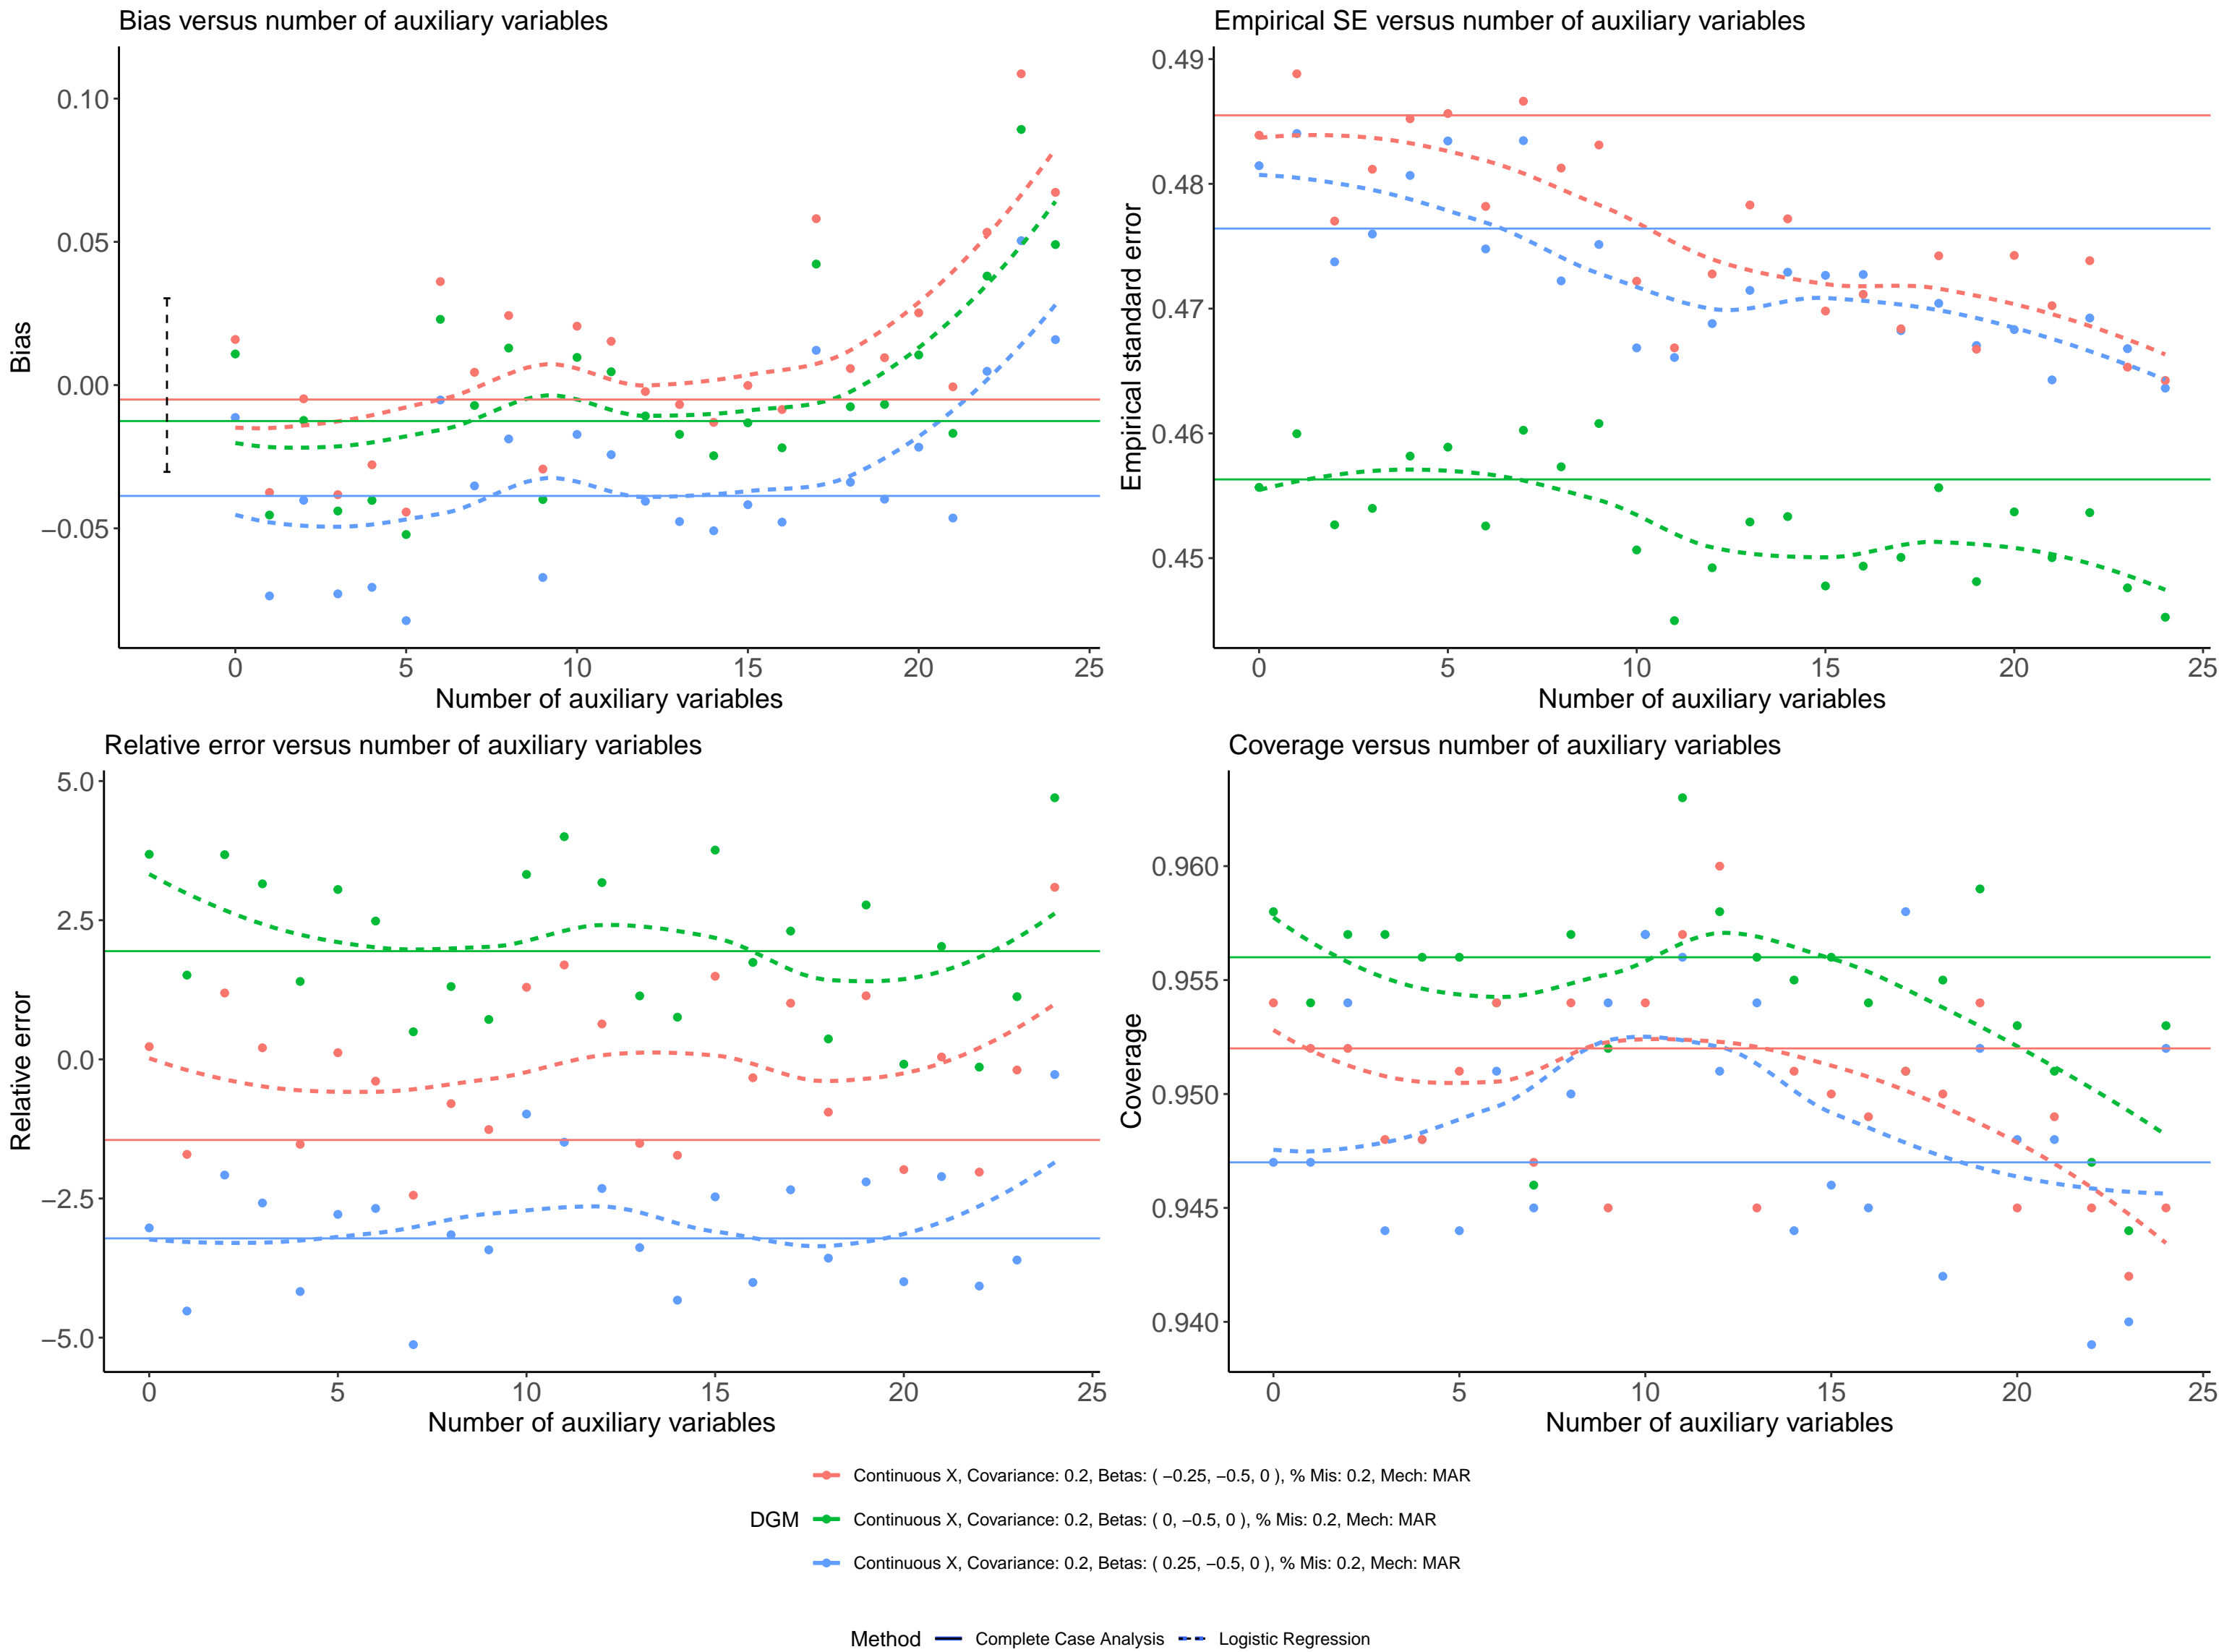 Bias versus number of auxiliary variables
0.10
0.05
0.00
−0.05
Bias
0 5 10 15 20 25
Number of auxiliary variables
Empirical SE versus number of auxiliary variables
0.49
0.48
0.47
0.46
0.45
Empirical standard error
0 5 10 15 20 25
Number of auxiliary variables
Relative error versus number of auxiliary variables
5.0
2.5
0.0
−2.5
−5.0
Relative error
0 5 10 15 20 25
Number of auxiliary variables
Coverage versus number of auxiliary variables
0.960
0.955
0.950
0.945
0.940
Coverage
0 5 10 15 20 25
Number of auxiliary variables
Continuous X, Covariance: 0.2, Betas: ( −0.25, −0.5, 0 ), % Mis: 0.2, Mech: MAR
DGM Continuous X, Covariance: 0.2, Betas: ( 0, −0.5, 0 ), % Mis: 0.2, Mech: MAR
Continuous X, Covariance: 0.2, Betas: ( 0.25, −0.5, 0 ), % Mis: 0.2, Mech: MAR
Method Complete Case Analysis Logistic Regression